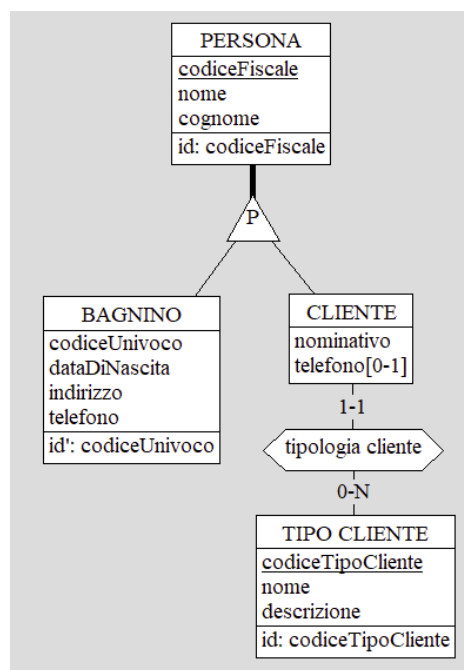 PERSONA
codiceFiscale
nome
cognome
id: codiceFiscale
P
BAGNINO
codiceUnivoco
dataDiNascita
indirizzo
telefono
id': codiceUnivoco
CLIENTE
nominativo
telefono[0-1]
1-1
tipologia cliente
0-N
TIPO CLIENTE
codiceTipoCliente
nome
descrizione
id: codiceTipoCliente